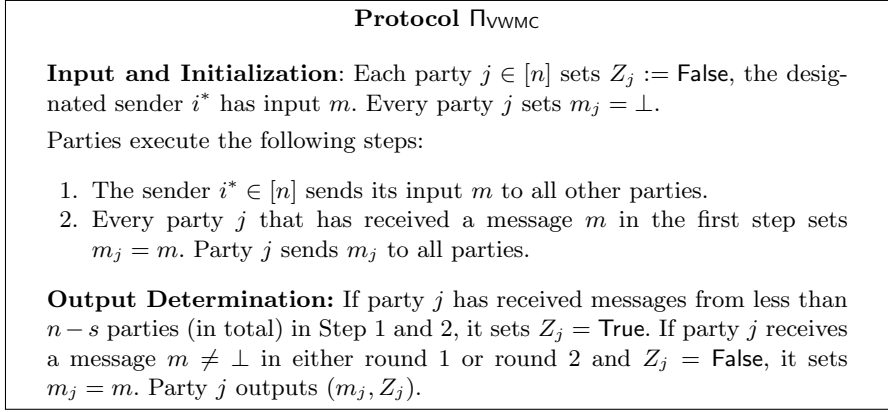 Protocol Π_VWMC
Input and Initialization: Each party j ∈ [n] sets Z_j := False, the desig-
nated sender i* has input m. Every party j sets m_j = ⊥.
Parties execute the following steps:
1. The sender i* ∈ [n] sends its input m to all other parties.
2. Every party j that has received a message m in the first step sets
m_j = m. Party j sends m_j to all parties.
Output Determination: If party j has received messages from less than
n − s parties (in total) in Step 1 and 2, it sets Z_j = True. If party j receives
a message m ≠ ⊥ in either round 1 or round 2 and Z_j = False, it sets
m_j = m. Party j outputs (m_j, Z_j).